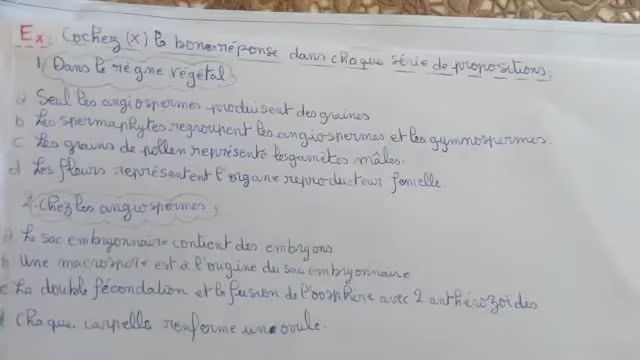 Ex: Cochez (x) la bonne réponse dans chaque série de propositions.
1) Dans le règne végétal:
a Seul les angiospermes produisent des graines
b Les spermaphytes regroupent les angiospermes et les gymnospermes.
c Les grains de pollen représente les gamètes mâles.
d Les fleurs représentent l'organe reproducteur femelle
2. Chez les angiospermes;
a Le sac embryonnaire contient des embryons
b Une macrospore est à l'origine du sac embryonnaire
c La double fécondation et la fusion de l'oosphère avec 2 anthérozoïdes
d Chaque carpelle renferme un ovule.